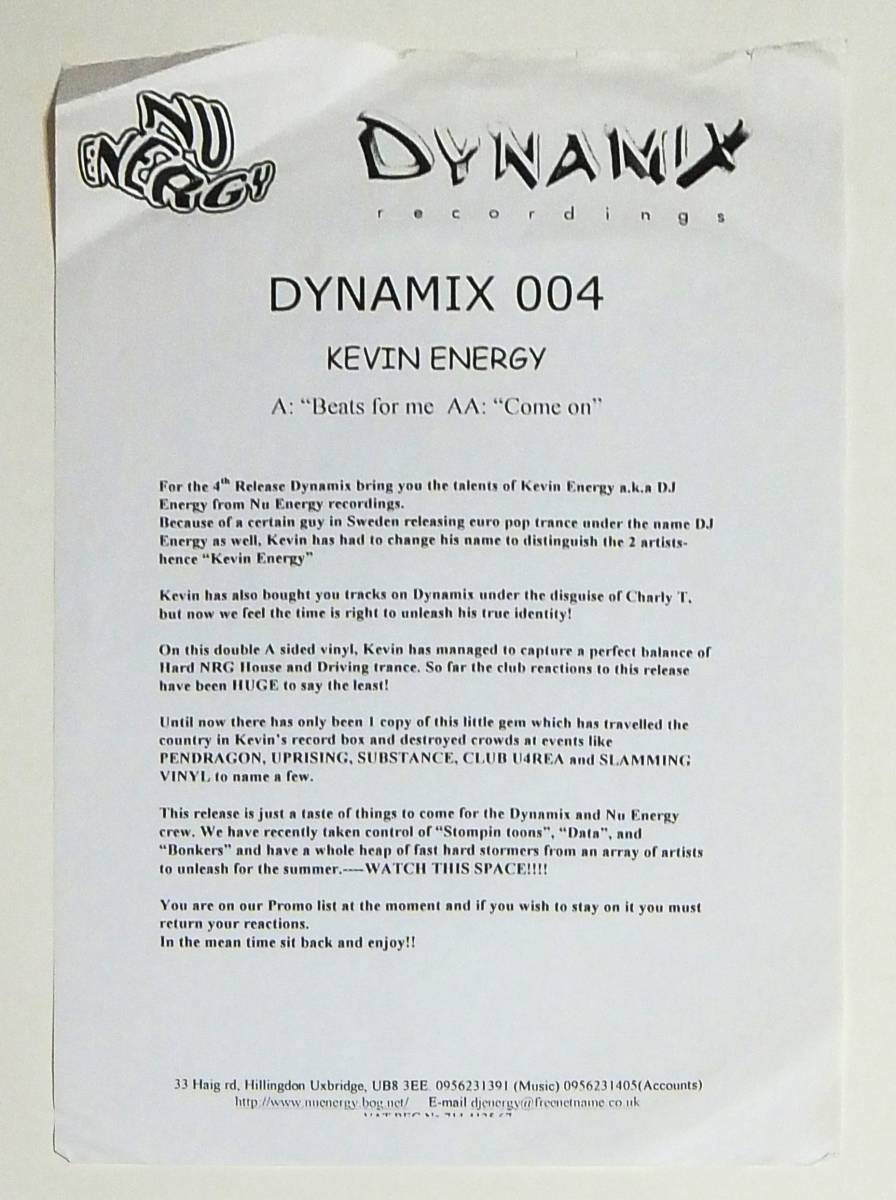 NU ENERGY
DYNAMIX
recordings
DYNAMIX 004
KEVIN ENERGY
A: “Beats for me AA: “Come on”
For the 4th Release Dynamix bring you the talents of Kevin Energy a.k.a DJ
Energy from Nu Energy recordings.
Because of a certain guy in Sweden releasing euro pop trance under the name DJ
Energy as well, Kevin has had to change his name to distinguish the 2 artists-
hence “Kevin Energy”
Kevin has also bought you tracks on Dynamix under the disguise of Charly T,
but now we feel the time is right to unleash his true identity!
On this double A sided vinyl, Kevin has managed to capture a perfect balance of
Hard NRG House and Driving trance. So far the club reactions to this release
have been HUGE to say the least!
Until now there has only been 1 copy of this little gem which has travelled the
country in Kevin’s record box and destroyed crowds at events like
PENDRAGON, UPRISING, SUBSTANCE, CLUB U4REA and SLAMMING
VINYL to name a few.
This release is just a taste of things to come for the Dynamix and Nu Energy
crew. We have recently taken control of “Stompin toons”, “Data”, and
“Bonkers” and have a whole heap of fast hard stormers from an array of artists
to unleash for the summer.----WATCH THIS SPACE!!!!
You are on our Promo list at the moment and if you wish to stay on it you must
return your reactions.
In the mean time sit back and enjoy!!
33 Haig rd, Hillingdon Uxbridge, UB8 3EE 0956231391 (Music) 0956231405(Accounts)
http://www.nuenergy.bog.net/ E-mail djenergy@freenetname.co.uk